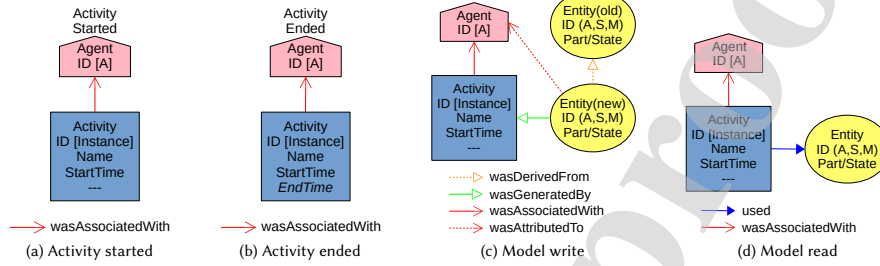 Activity
Started
Agent
ID [A]
Activity
ID [Instance]
Name
StartTime
---
wasAssociatedWith
(a) Activity started
Activity
Ended
Agent
ID [A]
Activity
ID [Instance]
Name
StartTime
EndTime
wasAssociatedWith
(b) Activity ended
Agent
ID [A]
Entity(old)
ID (A,S,M)
Part/State
Activity
ID [Instance]
Name
StartTime
---
Entity(new)
ID (A,S,M)
Part/State
wasDerivedFrom
wasGeneratedBy
wasAssociatedWith
wasAttributedTo
(c) Model write
Agent
ID [A]
Activity
ID [Instance]
Name
StartTime
---
Entity
ID (A,S,M)
Part/State
used
wasAssociatedWith
(d) Model read
proo